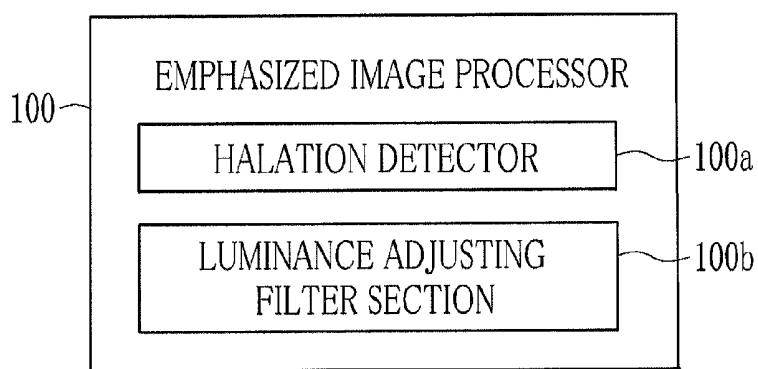 EMPHASIZED IMAGE PROCESSOR
100
HALATION DETECTOR
100a
LUMINANCE ADJUSTING
FILTER SECTION
100b